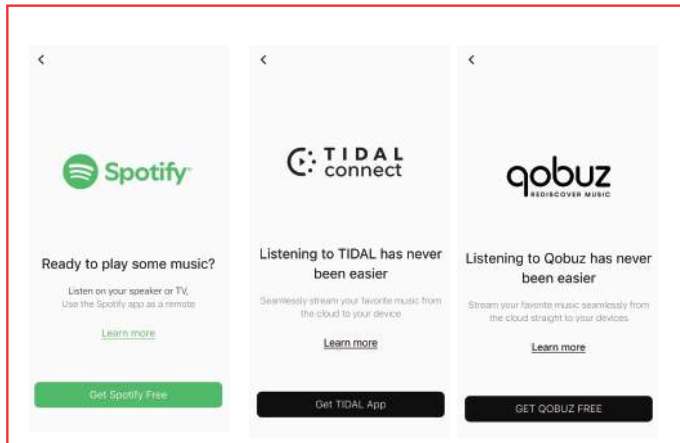 Spotify
Ready to play some music?
Listen on your speaker or TV,
Use the Spotify app as a remote
Learn more
Get Spotify Free
TIDAL
connect
Listening to TIDAL has never
been easier
Seamlessly stream your favorite music from
the cloud to your device
Learn more
Get TIDAL App
qobuz
REDISCOVER MUSIC
Listening to Qobuz has never
been easier
Stream your favorite music seamlessly from
the cloud straight to your devices
Learn more
GET QOBUZ FREE